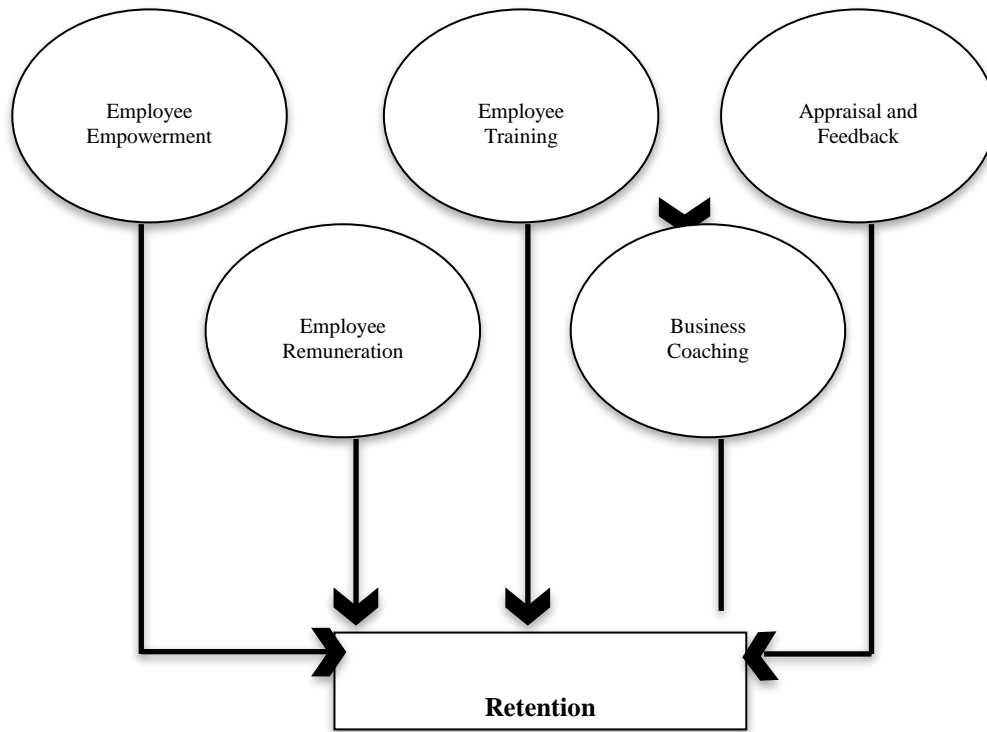 Employee
Empowerment
Employee
Training
Appraisal and
Feedback
Employee
Remuneration
Business
Coaching
Retention